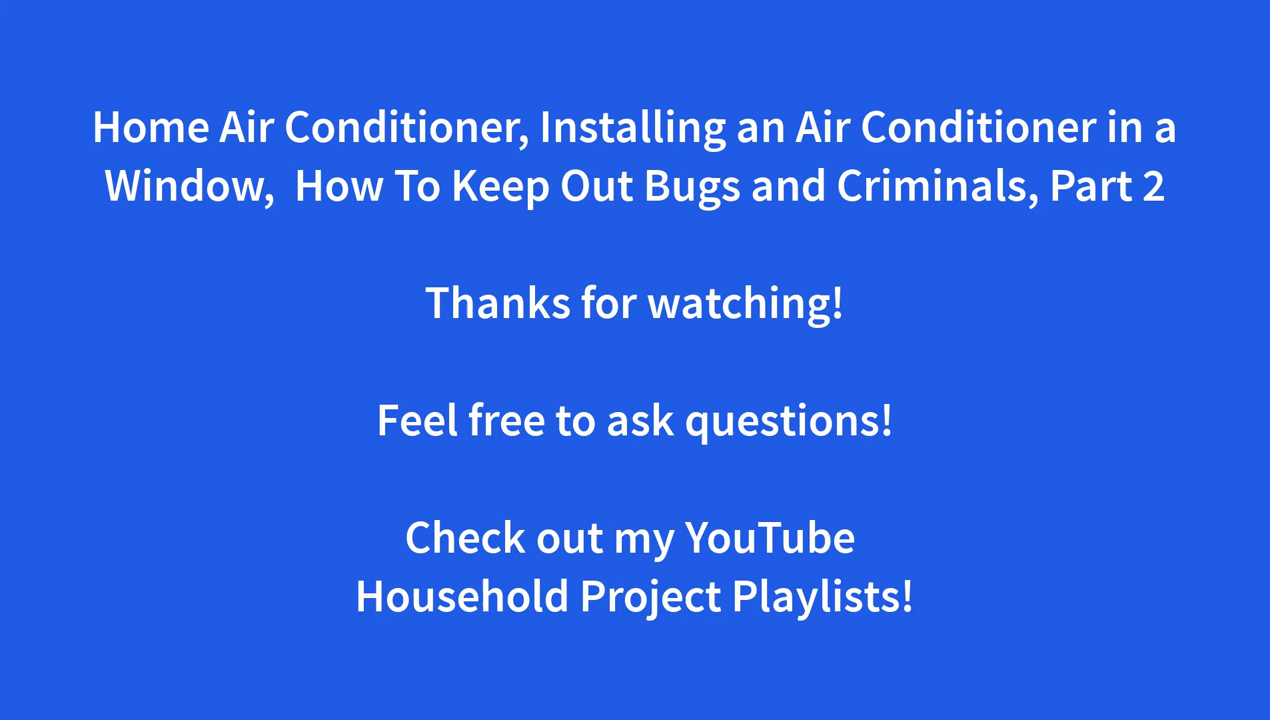 Home Air Conditioner, Installing an Air Conditioner in a
Window,  How To Keep Out Bugs and Criminals, Part 2
Thanks for watching!
Feel free to ask questions!
Check out my YouTube
Household Project Playlists!